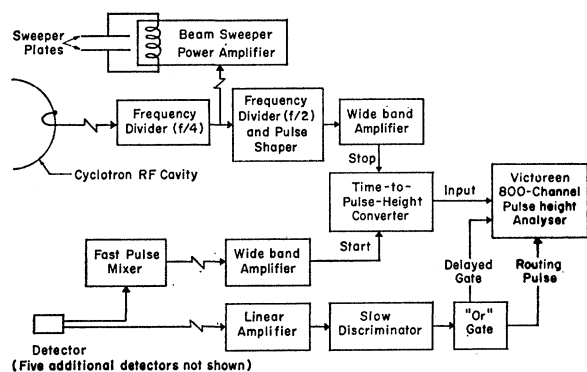 Sweeper
Plates
Beam Sweeper
Power Amplifier
Frequency
Divider (f/4)
Frequency
Divider (f/2)
and Pulse
Shaper
Wide band
Amplifier
Cyclotron RF Cavity
Stop
Time-to-
Pulse-Height
Converter
Input
Victoreen
800-Channel
Pulse height
Analyser
Start
Fast Pulse
Mixer
Wide band
Amplifier
Delayed
Gate
Routing
Pulse
Linear
Amplifier
Slow
Discriminator
"Or"
Gate
Detector
(Five additional detectors not shown)